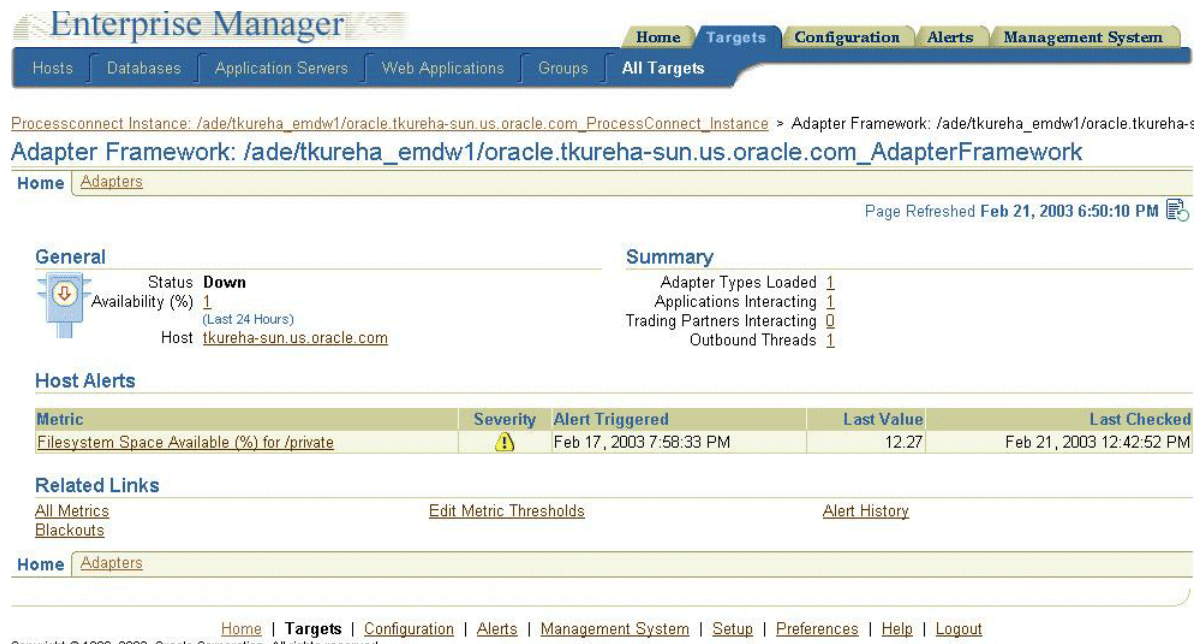 Enterprise Manager
Home Targets Configuration Alerts Management System
Hosts Databases Application Servers Web Applications Groups All Targets
Processconnect Instance: /ade/tkureha_emdw1/oracle.tkureha-sun.us.oracle.com_ProcessConnect_Instance > Adapter Framework: /ade/tkureha_emdw1/oracle.tkureha-s
Adapter Framework: /ade/tkureha_emdw1/oracle.tkureha-sun.us.oracle.com_AdapterFramework
Home Adapters
Page Refreshed Feb 21, 2003 6:50:10 PM
General
Status Down
Availability (%) 1
(Last 24 Hours)
Host tkureha-sun.us.oracle.com
Summary
Adapter Types Loaded 1
Applications Interacting 1
Trading Partners Interacting 0
Outbound Threads 1
Host Alerts
Metric Severity Alert Triggered Last Value Last Checked
Filesystem Space Available (%) for /private Feb 17, 2003 7:58:33 PM 12.27 Feb 21, 2003 12:42:52 PM
Related Links
All Metrics Edit Metric Thresholds Alert History
Blackouts
Home Adapters
Home | Targets | Configuration | Alerts | Management System | Setup | Preferences | Help | Logout